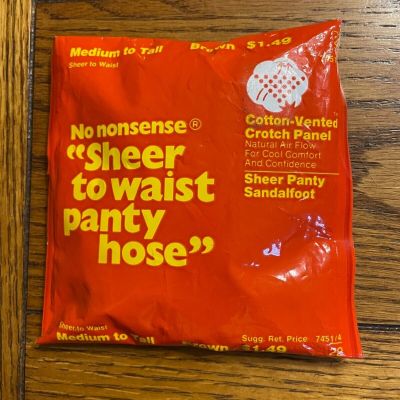 Medium to Tall Brown $1.49
Sheer to Waist
No nonsense®
“Sheer
to waist
panty
hose”
Cotton-Vented
Crotch Panel
Natural Air Flow
For Cool Comfort
And Confidence
Sheer Panty
Sandalfoot
Sheer to Waist Sugg. Ret. Price 7451/4
Medium to Tall Brown $1.49